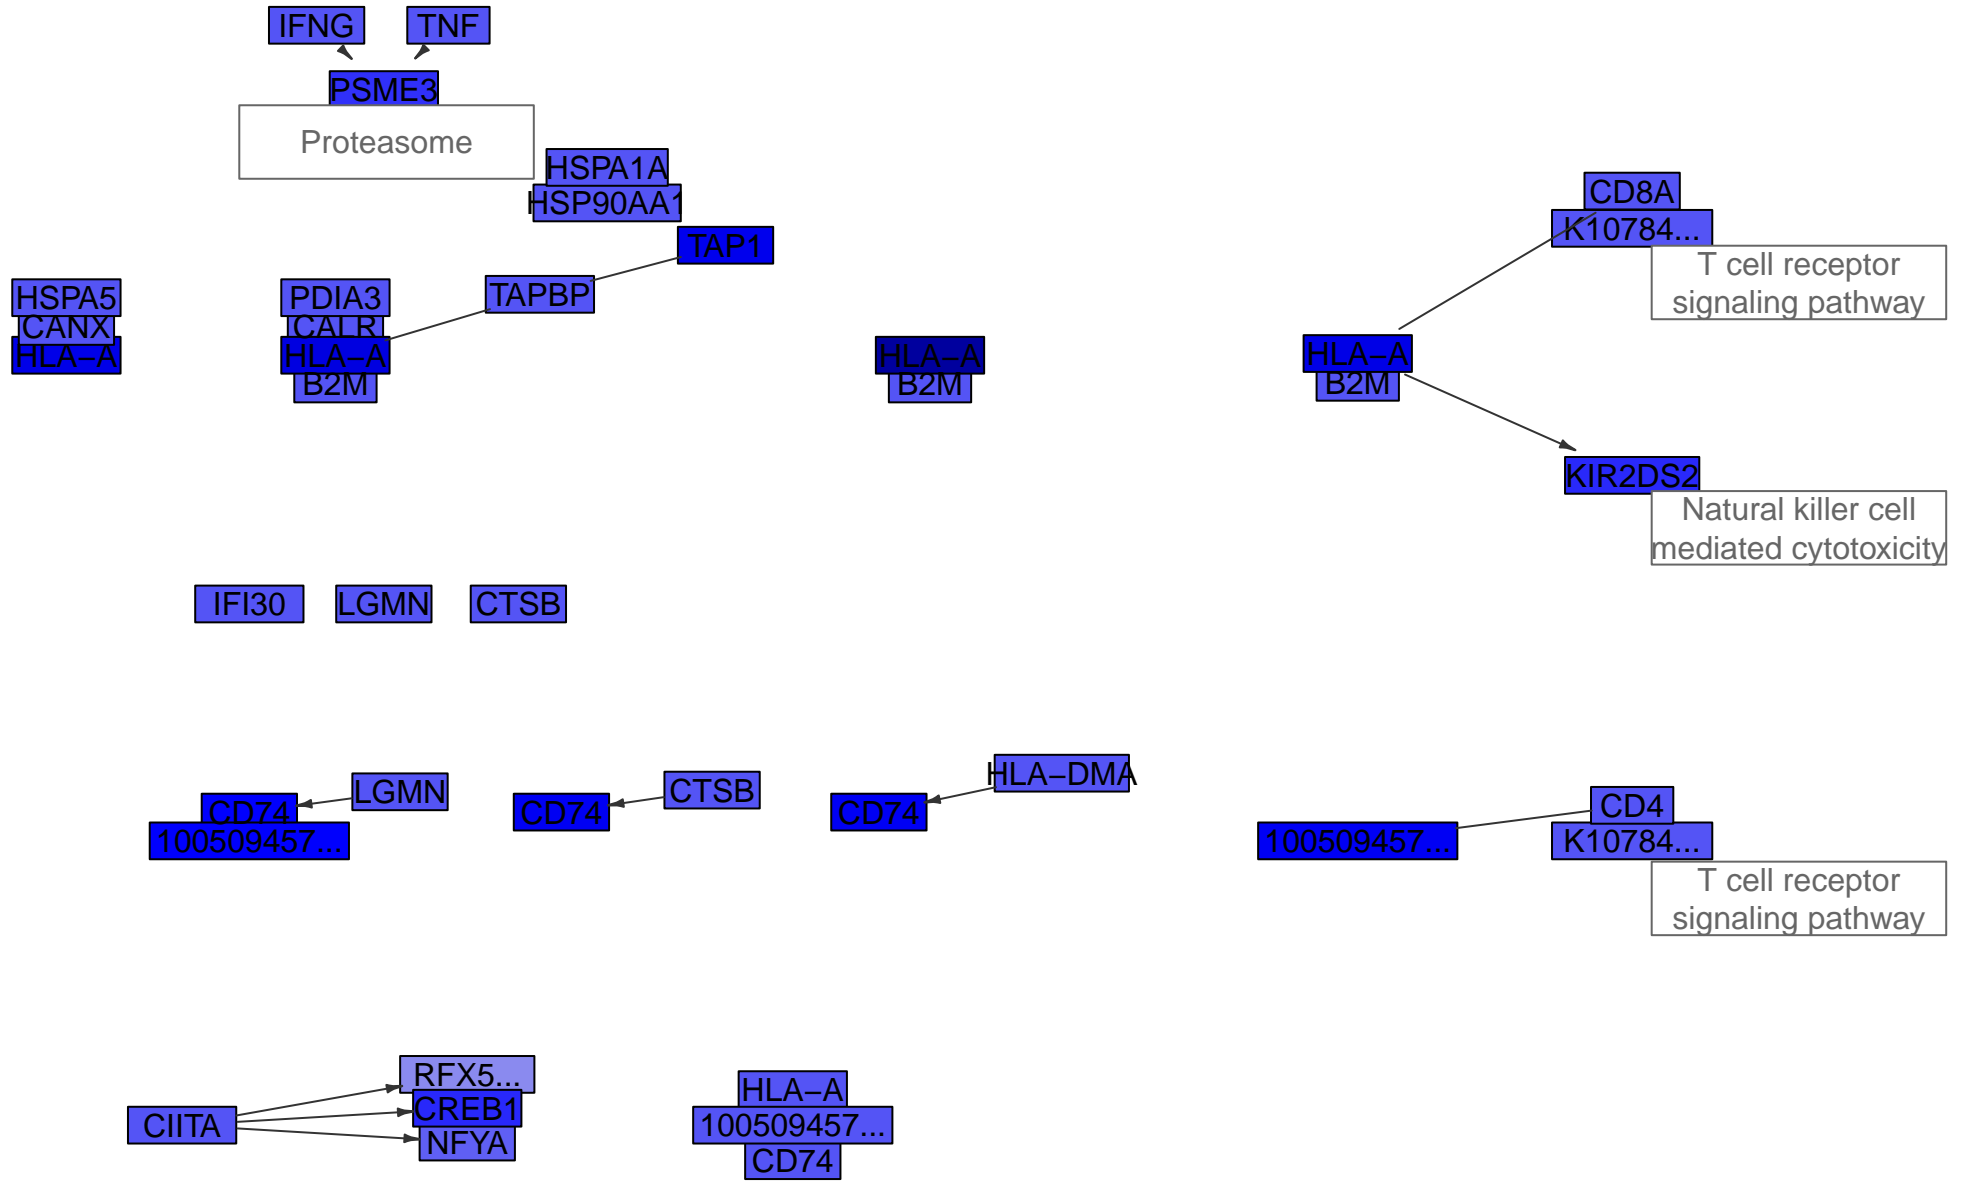 IFNG
TNF
PSME3
Proteasome
HSPA1A
HSP90AA1
TAP1
CD8A
K10784...
T cell receptor
signaling pathway
HSPA5
CANX
HLA−A
PDIA3
CALR
HLA−A
B2M
TAPBP
HLA−A
B2M
HLA−A
B2M
KIR2DS2
Natural killer cell
mediated cytotoxicity
IFI30
LGMN
CTSB
CD74
100509457...
LGMN
CD74
CTSB
CD74
HLA−DMA
100509457...
CD4
K10784...
T cell receptor
signaling pathway
CIITA
RFX5...
CREB1
NFYA
HLA−A
100509457...
CD74